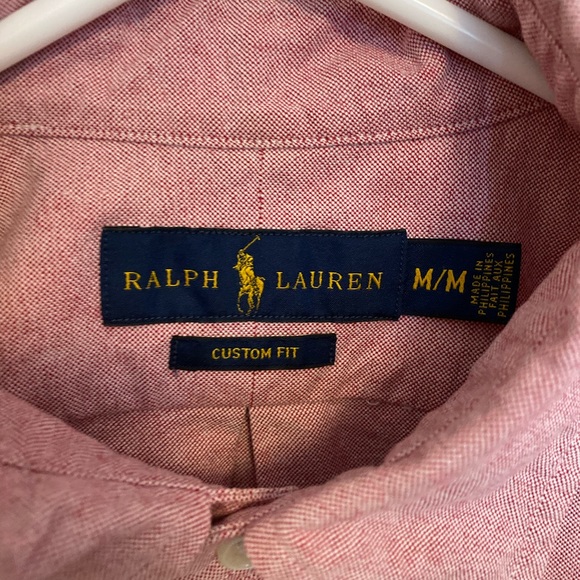 RALPH LAUREN
M/M
MADE IN
PHILIPPINES
FAIT AUX
PHILIPPINES
CUSTOM FIT